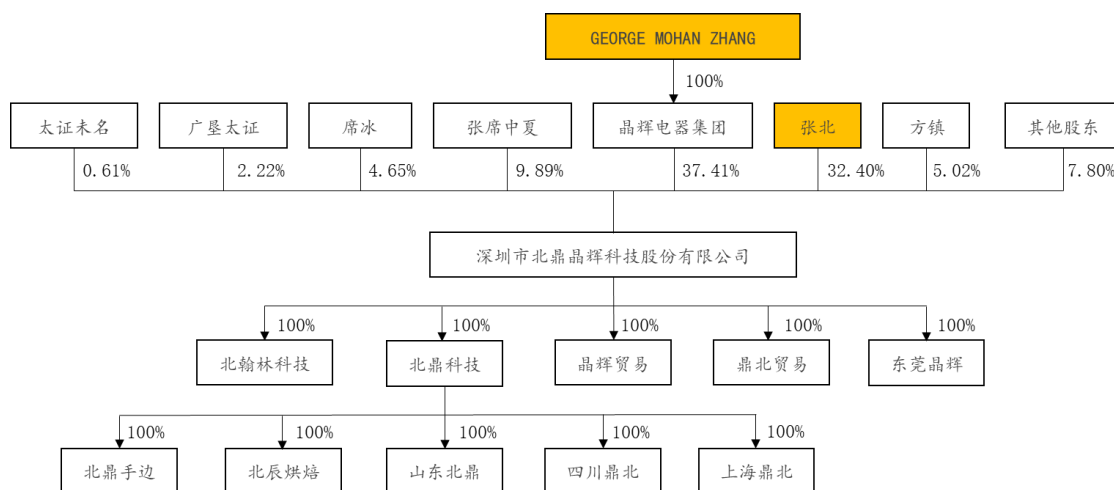 GEORGE MOHAN ZHANG
100%
太证未名
广垦太证
席冰
张席中夏
晶辉电器集团
张北
方镇
其他股东
0.61%
2.22%
4.65%
9.89%
37.41%
32.40%
5.02%
7.80%
深圳市北鼎晶辉科技股份有限公司
100%
100%
100%
100%
100%
北翰林科技
北鼎科技
晶辉贸易
鼎北贸易
东莞晶辉
100%
100%
100%
100%
100%
北鼎手边
北辰烘焙
山东北鼎
四川鼎北
上海鼎北